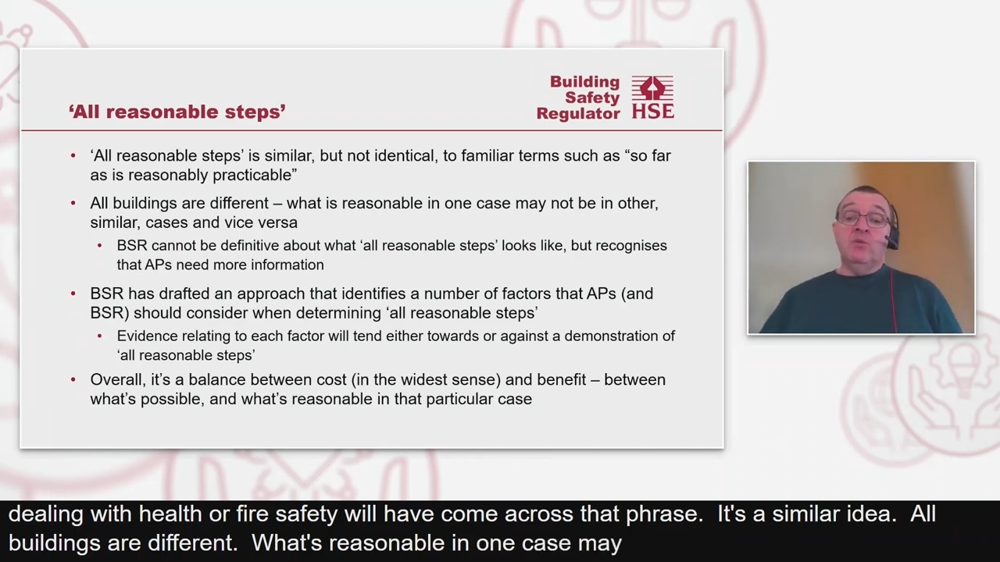 Building
Safety
Regulator
HSE
‘All reasonable steps’
• ‘All reasonable steps’ is similar, but not identical, to familiar terms such as “so far
as is reasonably practicable”
• All buildings are different – what is reasonable in one case may not be in other,
similar, cases and vice versa
• BSR cannot be definitive about what ‘all reasonable steps’ looks like, but recognises
that APs need more information
• BSR has drafted an approach that identifies a number of factors that APs (and
BSR) should consider when determining ‘all reasonable steps’
• Evidence relating to each factor will tend either towards or against a demonstration of
‘all reasonable steps’
• Overall, it’s a balance between cost (in the widest sense) and benefit – between
what’s possible, and what’s reasonable in that particular case
dealing with health or fire safety will have come across that phrase.  It's a similar idea.  All
buildings are different.  What's reasonable in one case may